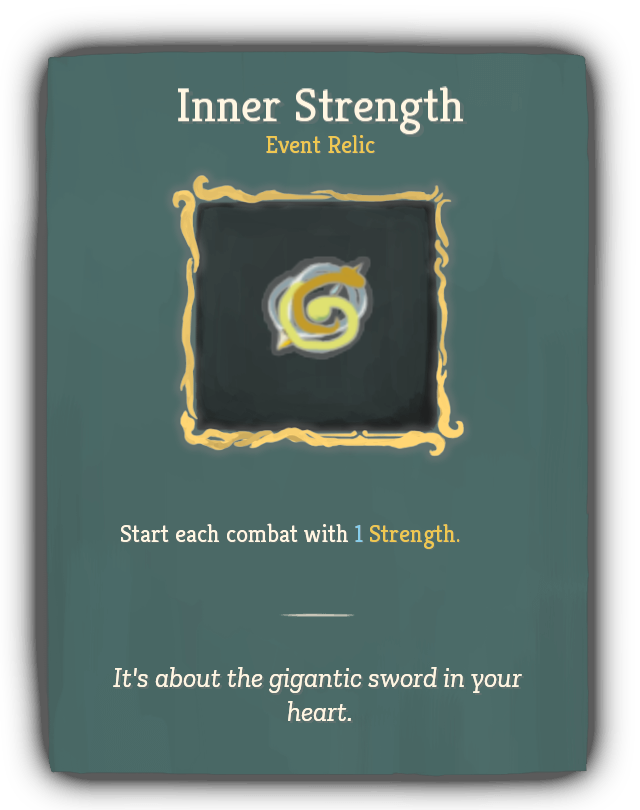 Inner Strength
Event Relic
Start each combat with 1 Strength.
It's about the gigantic sword in your
heart.